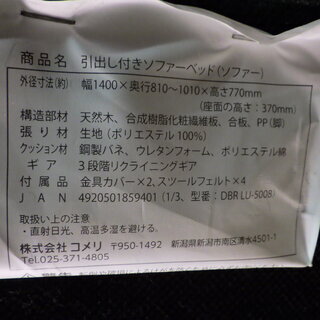 商品名 引出し付きソファーベッド(ソファー)
外径寸法(約) 幅1400×奥行810~1010×高さ770mm
(座面の高さ:370mm)
構造部材 天然木、合成樹脂化粧繊維板、合板、PP(脚)
張り材 生地(ポリエステル100%)
クッション材 鋼製バネ、ウレタンフォーム、ポリエステル綿
ギア 3段階リクライニングギア
付属品 金具カバー×2、スツールフェルト×4
JAN 4920501859401(1/3、型番:DBR LU-5008)
取扱い上の注意
・直射日光、高温多湿を避ける。
株式会社コメリ 〒950-1492 新潟県新潟市南区清水4501-1
Tel.025-371-4805